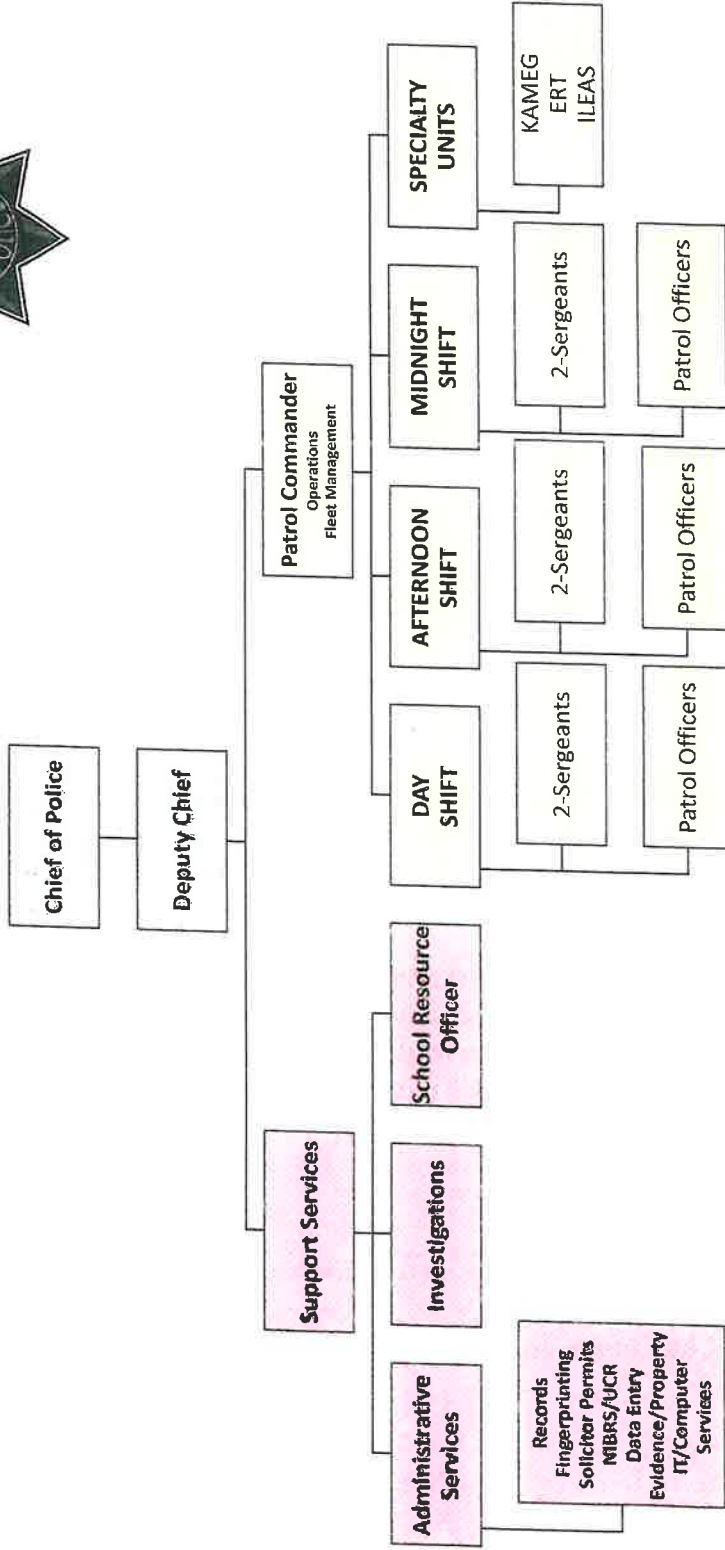 Chief of Police
Deputy Chief
Support Services
Patrol Commander
Operations
Fleet Management
Administrative
Services
Investigations
School Resource
Officer
DAY
SHIFT
AFTERNOON
SHIFT
MIDNIGHT
SHIFT
SPECIALTY
UNITS
Records
Fingerprinting
Solicitor Permits
NIBRS/UCR
Data Entry
Evidence/Property
IT/Computer
Services
2-Sergeants
2-Sergeants
2-Sergeants
KAMEG
ERT
ILEAS
Patrol Officers
Patrol Officers
Patrol Officers